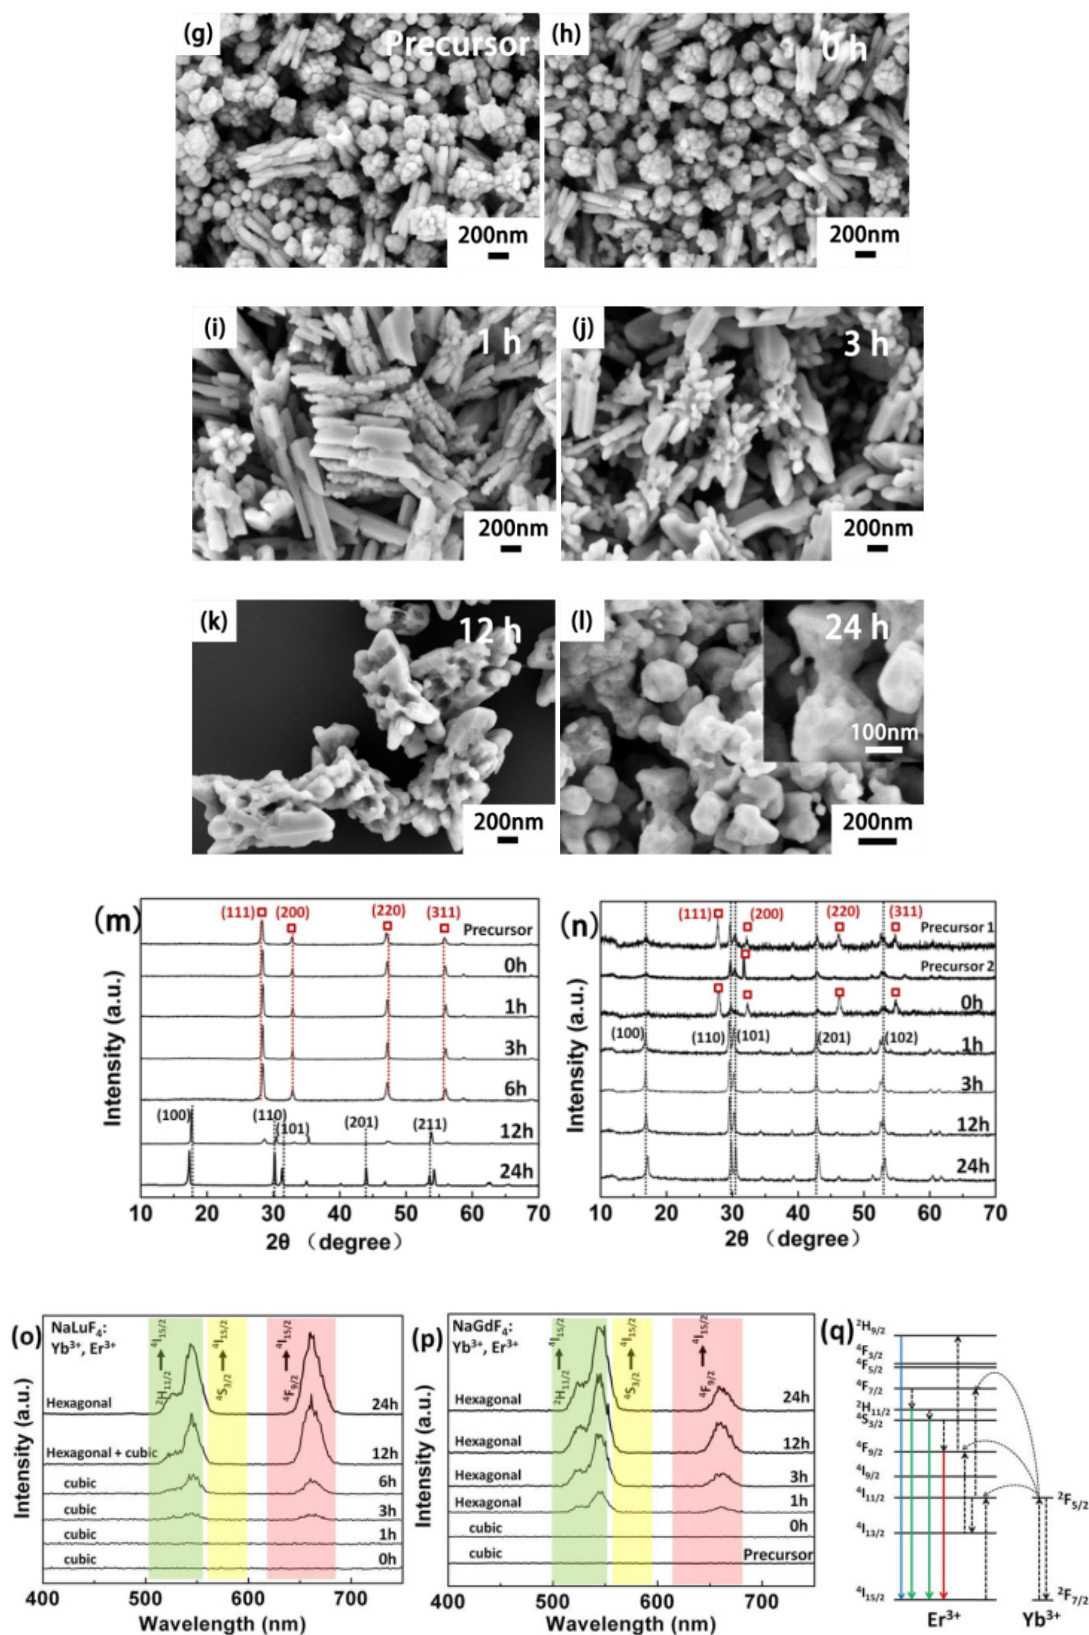 (g)
Precursor
200nm
(h)
0 h
200nm
(i)
1 h
200nm
(j)
3 h
200nm
(k)
12 h
200nm
(l)
24 h
100nm
200nm
(m)
(111)
(200)
(220)
(311)
Precursor
0h
1h
3h
6h
(100)
(110)
(101)
(201)
(211)
12h
24h
Intensity (a.u.)
10 20 30 40 50 60 70
2θ (degree)
(n)
(111)
(200)
(220)
(311)
Precursor 1
Precursor 2
0h
(100)
(110)
(101)
(201)
(102)
1h
3h
12h
24h
Intensity (a.u.)
10 20 30 40 50 60 70
2θ (degree)
(o)
NaLuF₄:
Yb³⁺, Er³⁺
⁴I₁₅/₂
²H₁₁/₂
⁴I₁₅/₂
⁴S₃/₂
⁴I₁₅/₂
⁴F₉/₂
Hexagonal 24h
Hexagonal + cubic 12h
cubic 6h
cubic 3h
cubic 1h
cubic 0h
Intensity (a.u.)
400 500 600 700
Wavelength (nm)
(p)
NaGdF₄:
Yb³⁺, Er³⁺
⁴I₁₅/₂
²H₁₁/₂
⁴I₁₅/₂
⁴S₃/₂
⁴I₁₅/₂
⁴F₉/₂
Hexagonal 24h
Hexagonal 12h
Hexagonal 3h
Hexagonal 1h
cubic 0h
cubic Precursor
Intensity (a.u.)
400 500 600 700
Wavelength (nm)
(q)
²H₉/₂
⁴F₃/₂
⁴F₅/₂
⁴F₇/₂
²H₁₁/₂
⁴S₃/₂
⁴F₉/₂
⁴I₉/₂
⁴I₁₁/₂
²F₅/₂
⁴I₁₃/₂
⁴I₁₅/₂
²F₇/₂
Er³⁺
Yb³⁺